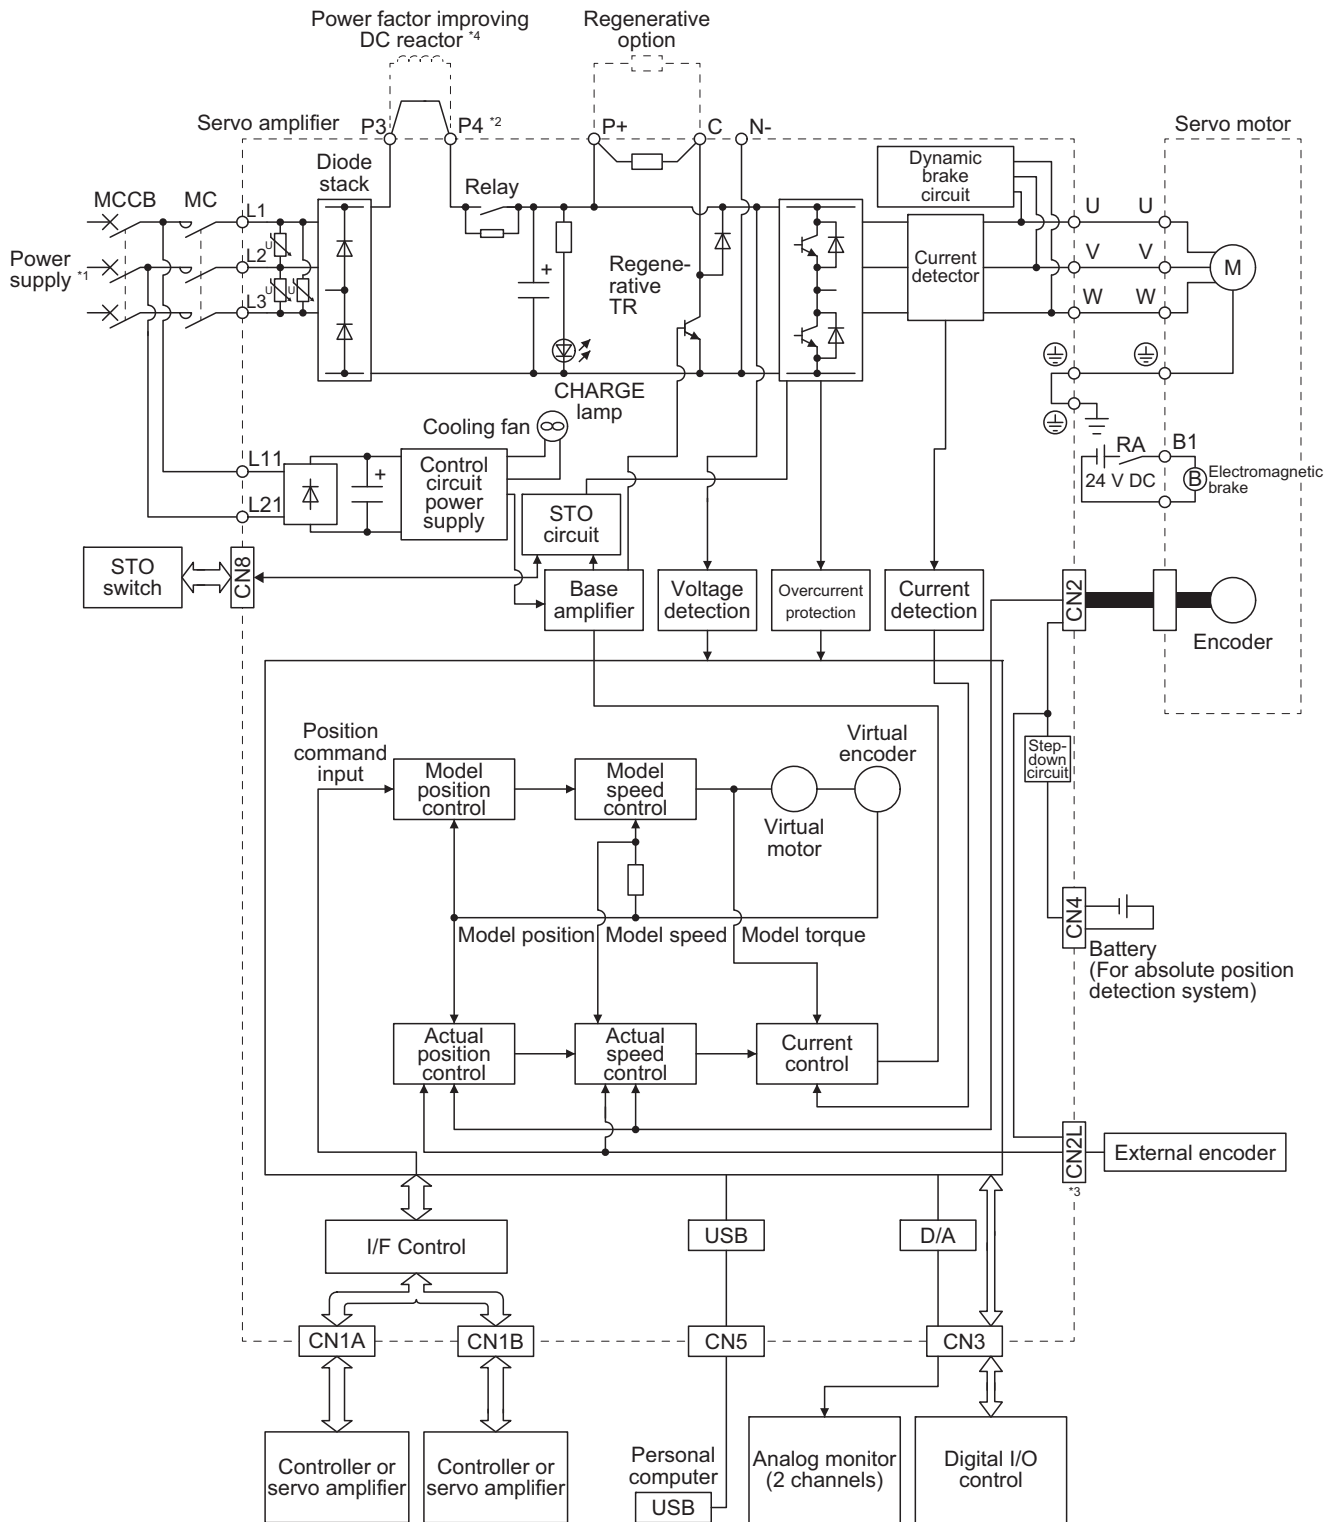 Power factor improving
DC reactor *4
Regenerative
option
Servo amplifier
P3
P4 *2
P+
C
N-
Servo motor
Diode
stack
Dynamic
brake
circuit
MCCB
MC
Relay
L1
L2
L3
U
U
U
Power
supply *1
Regene-
rative
TR
Current
detector
U
U
V
V
W
W
M
CHARGE
lamp
Cooling fan
L11
L21
Control
circuit
power
supply
STO
circuit
RA
B1
24 V DC
B
Electromagnetic
brake
STO
switch
CN8
Base
amplifier
Voltage
detection
Overcurrent
protection
Current
detection
CN2
Encoder
Position
command
input
Model
position
control
Model
speed
control
Virtual
encoder
Virtual
motor
Step-
down
circuit
Model position
Model speed
Model torque
CN4
Battery
(For absolute position
detection system)
Actual
position
control
Actual
speed
control
Current
control
CN2L
*3
External encoder
I/F Control
USB
D/A
CN1A
CN1B
CN5
CN3
Controller or
servo amplifier
Controller or
servo amplifier
Personal
computer
USB
Analog monitor
(2 channels)
Digital I/O
control